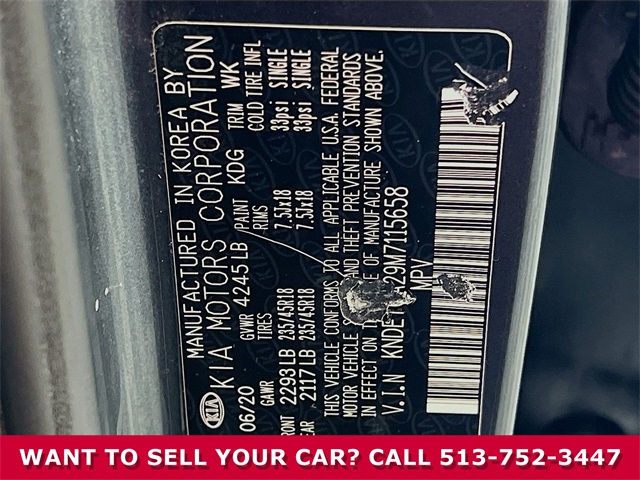 MANUFACTURED IN KOREA BY
KIA KIA MOTORS CORPORATION
06/20 4245LB KDG WK
GVWR PAINT TRIM
GAWR TIRES RIMS COLD TIRE INFL
2293LB 235/45R18 7.5Jx18 33psi SINGLE
2117LB 235/45R18 7.5Jx18 33psi SINGLE
THIS VEHICLE CONFORMS TO ALL APPLICABLE U.S.A. FEDERAL
MOTOR VEHICLE AND THEFT PREVENTION STANDARDS
IN EFFECT ON OF MANUFACTURE SHOWN ABOVE.
V.I.N 29M7115658
MPV
WANT TO SELL YOUR CAR? CALL 513-752-3447